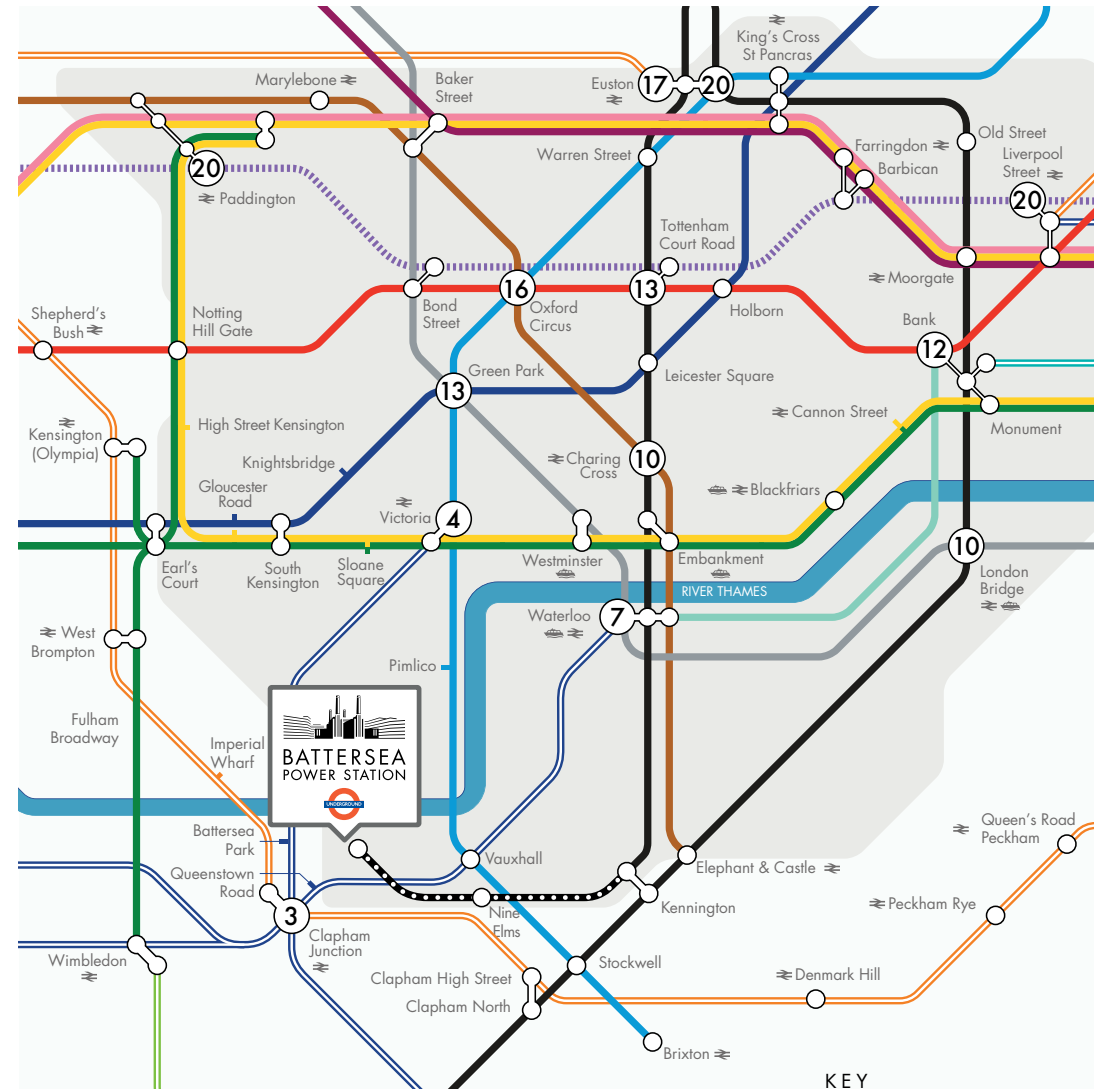 King's Cross
St Pancras
Marylebone
Baker
Street
Euston
17
20
Old Street
Farringdon
Liverpool
Street
Barbican
Warren Street
20
Paddington
20
Tottenham
Court Road
Moorgate
Shepherd's
Bush
Notting
Hill Gate
Bond
Street
16
Oxford
Circus
13
Holborn
Bank
12
Green Park
13
Leicester Square
Cannon Street
Monument
Kensington
(Olympia)
High Street Kensington
Knightsbridge
Charing
Cross
10
Gloucester
Road
Blackfriars
Victoria
4
Earl's
Court
South
Kensington
Sloane
Square
Westminster
Embankment
10
London
Bridge
RIVER THAMES
Waterloo
7
West
Brompton
Pimlico
Fulham
Broadway
Imperial
Wharf
BATTERSEA
POWER STATION
UNDERGROUND
Battersea
Park
Queenstown
Road
Vauxhall
Elephant & Castle
Queen's Road
Peckham
Nine
Elms
Kennington
Peckham Rye
3
Clapham
Junction
Wimbledon
Stockwell
Clapham High Street
Denmark Hill
Clapham North
Brixton
KEY